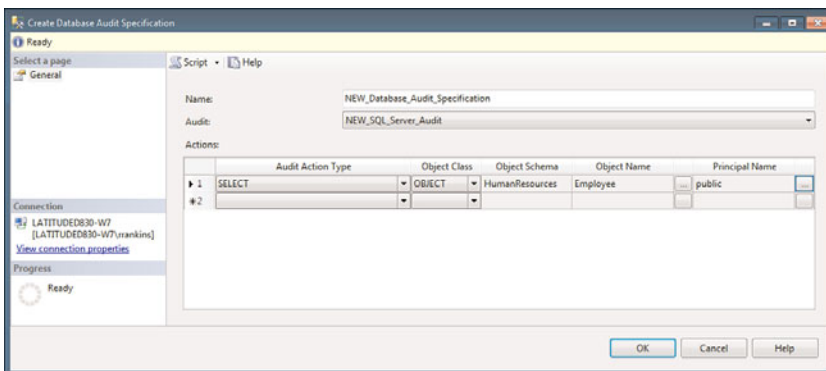 Create Database Audit Specification
Ready
Select a page
General
Script Help
Name: NEW_Database_Audit_Specification
Audit: NEW_SQL_Server_Audit
Actions:
Audit Action Type Object Class Object Schema Object Name Principal Name
1 SELECT OBJECT HumanResources Employee ... public ...
*2
Connection
LATITUDED830-W7
[LATITUDED830-W7\rrankins]
View connection properties
Progress
Ready
OK Cancel Help